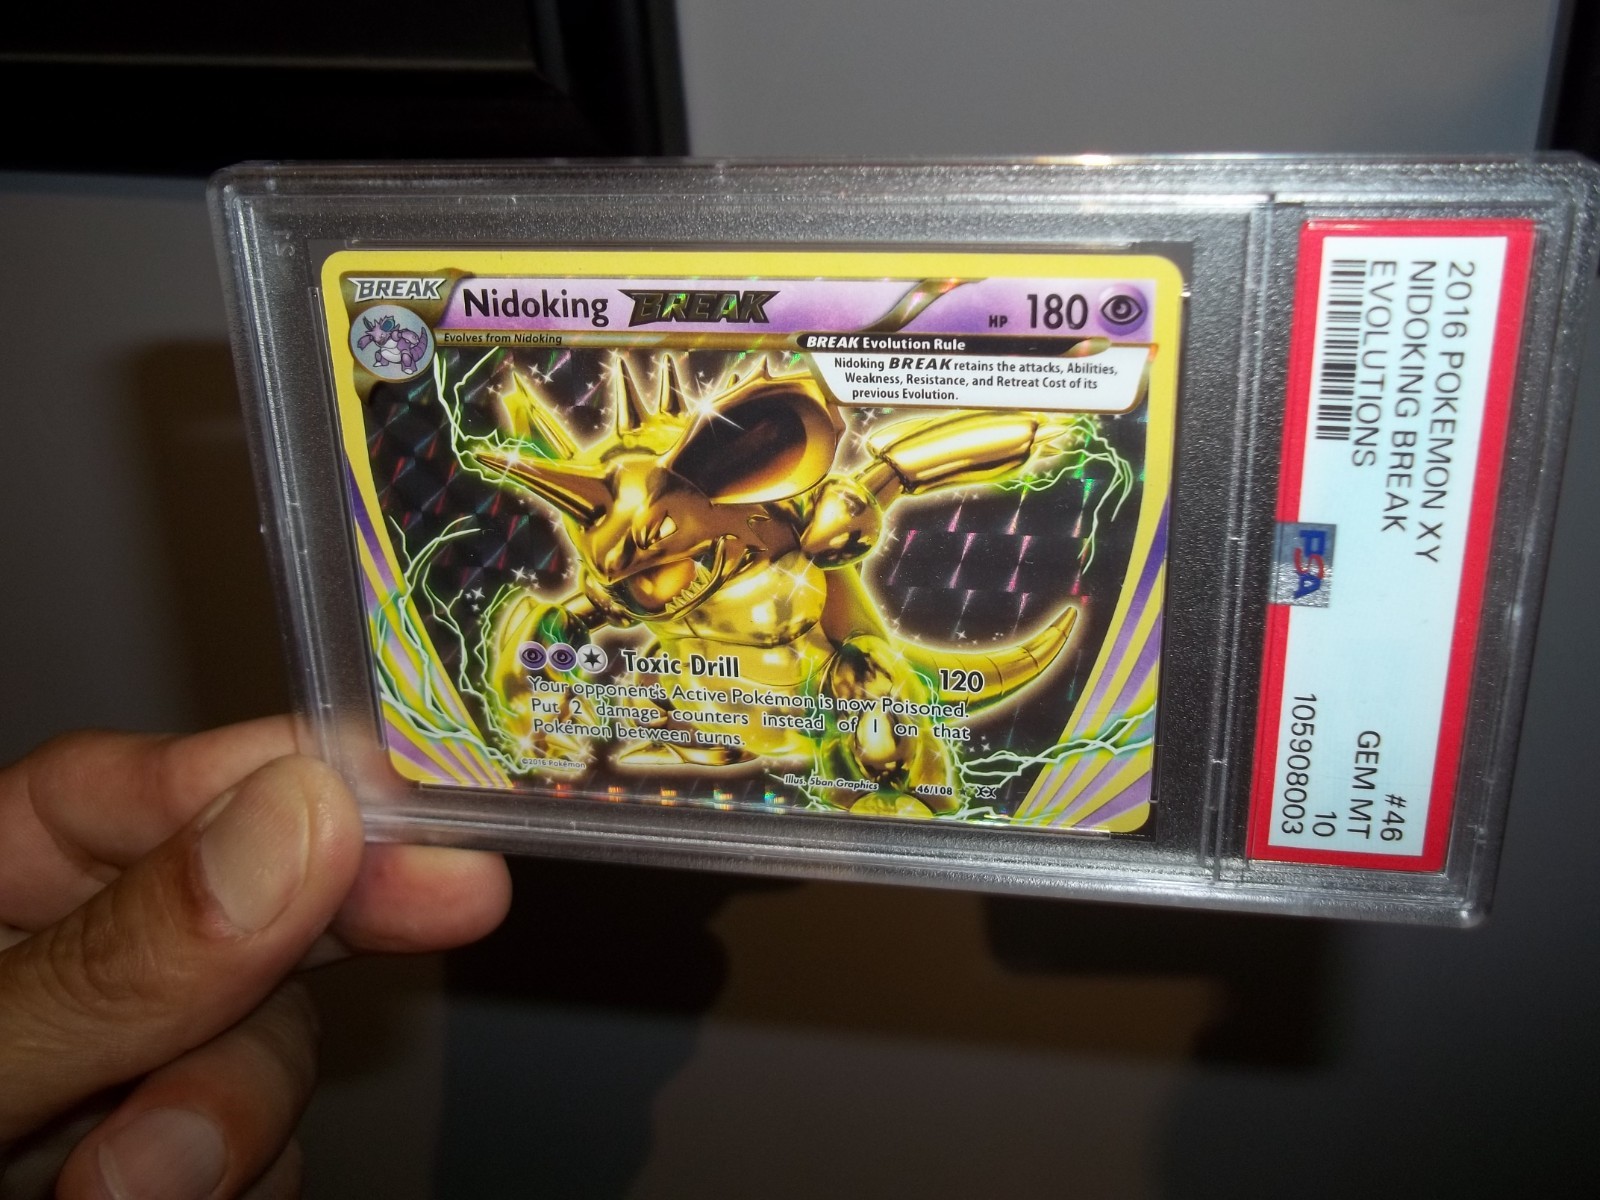 BREAK
Nidoking BREAK
HP 180
Evolves from Nidoking
BREAK Evolution Rule
Nidoking BREAK retains the attacks, Abilities,
Weakness, Resistance, and Retreat Cost of its
previous Evolution.
Toxic Drill 120
Your opponent's Active Pokémon is now Poisoned.
Put 2 damage counters instead of 1 on that
Pokémon between turns.
©2016 Pokémon
Illus. 5ban Graphics
46/108 ★ XY
2016 POKEMON XY #46
NIDOKING BREAK GEM MT
EVOLUTIONS 10
105908003
PSA